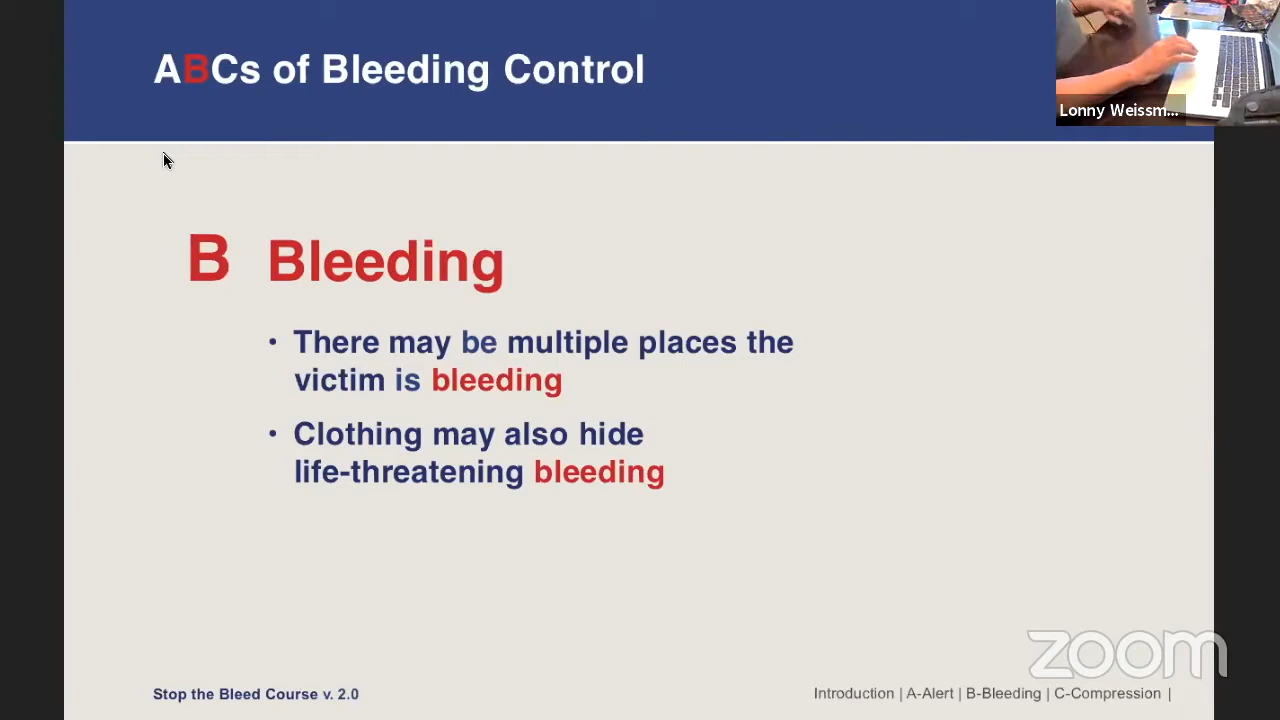 ABCs of Bleeding Control
Lonny Weissm...
B Bleeding
• There may be multiple places the
victim is bleeding
• Clothing may also hide
life-threatening bleeding
zoom
Stop the Bleed Course v. 2.0
Introduction | A-Alert | B-Bleeding | C-Compression |